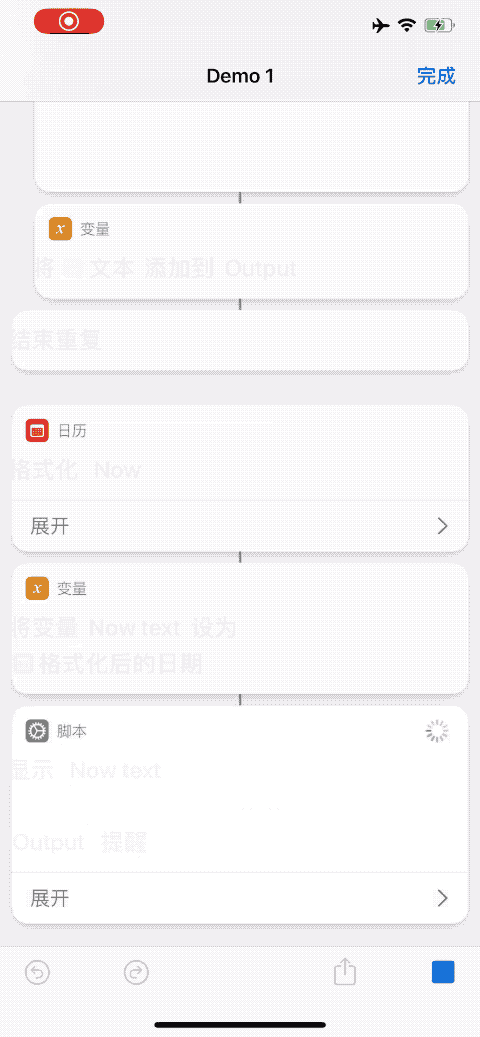 Demo 1
完成
变量
将 文本 添加到 Output
结束重复
日历
格式化 Now
展开
变量
将变量 Now text 设为
格式化后的日期
脚本
显示 Now text
Output 提醒
展开